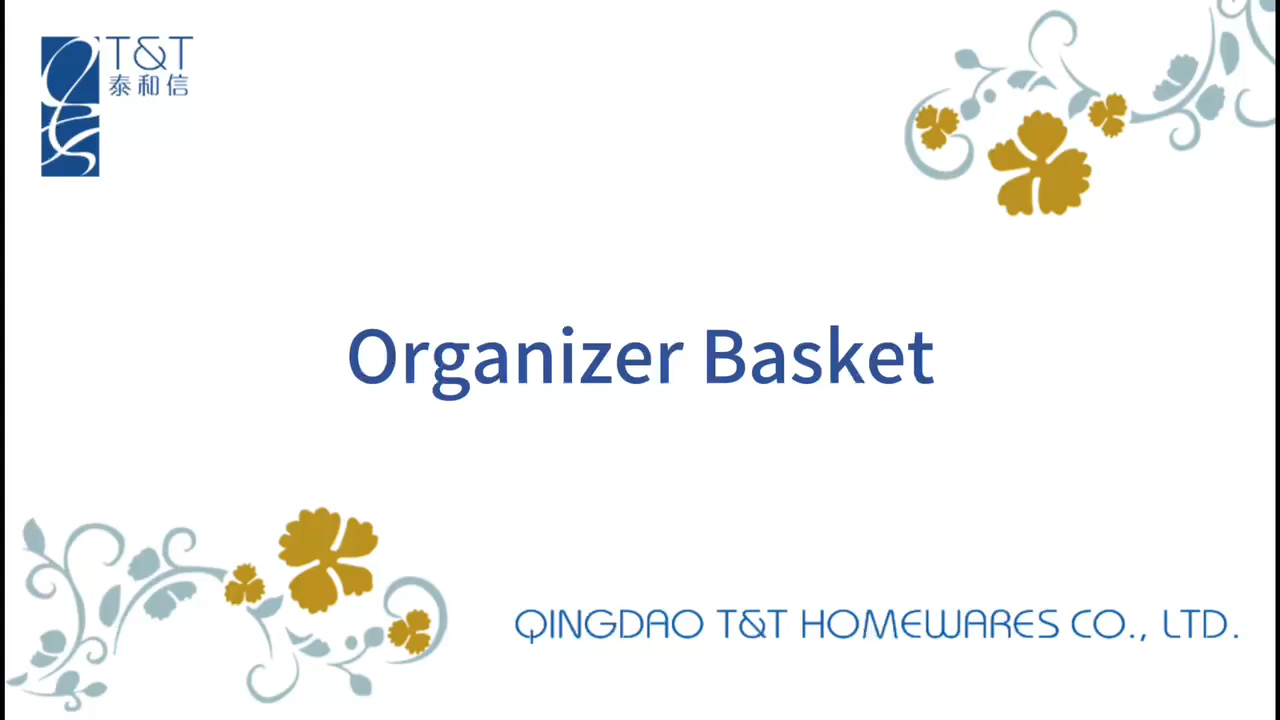 T&T
泰和信
Organizer Basket
QINGDAO T&T HOMEWARES CO., LTD.